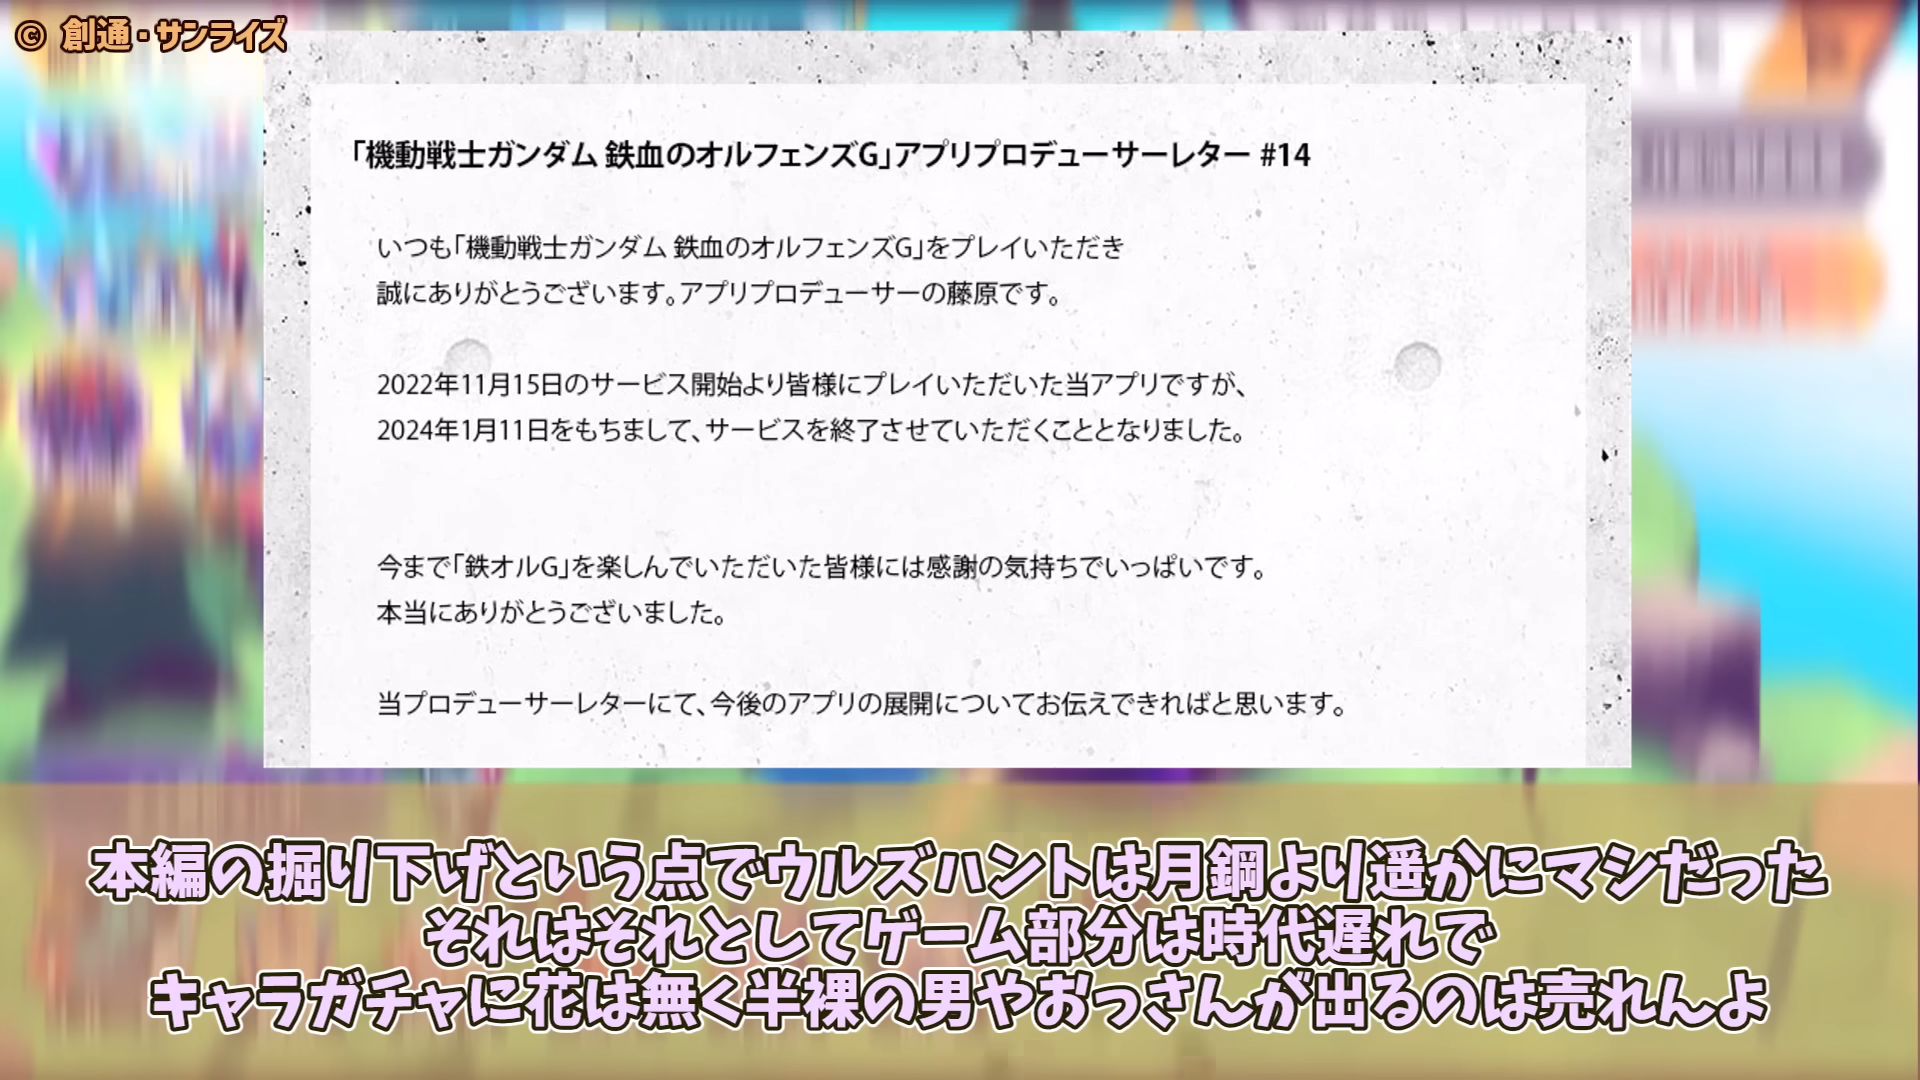 © 創通・サンライズ
「機動戦士ガンダム 鉄血のオルフェンズG」アプリプロデューサーレター #14
いつも「機動戦士ガンダム 鉄血のオルフェンズG」をプレイいただき
誠にありがとうございます。アプリプロデューサーの藤原です。
2022年11月15日のサービス開始より皆様にプレイいただいた当アプリですが、
2024年1月11日をもちまして、サービスを終了させていただくこととなりました。
今まで「鉄オルG」を楽しんでいただいた皆様には感謝の気持ちでいっぱいです。
本当にありがとうございました。
当プロデューサーレターにて、今後のアプリの展開についてお伝えできればと思います。
本編の掘り下げという点でウルズハントは月鋼より遥かにマシだった
それはそれとしてゲーム部分は時代遅れで
キャラガチャに花は無く半裸の男やおっさんが出るのは売れんよ